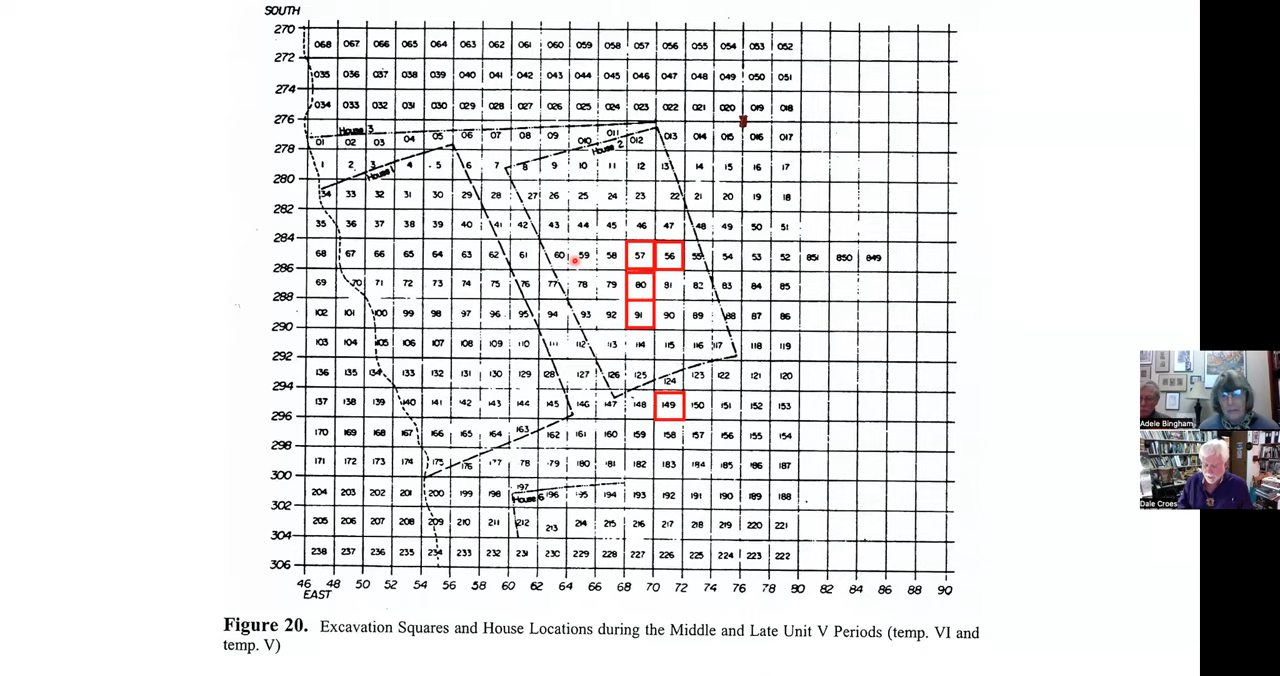 SOUTH
270
068 067 066 065 064 063 062 061 060 059 058 057 056 055 054 053 052
272
035 036 037 038 039 040 041 042 043 044 045 046 047 048 049 050 051
274
034 033 032 031 030 029 028 027 026 025 024 023 022 021 020 019 018
276
House 3
01 02 03 04 05 06 07 08 09 010 011 012 013 014 015 016 017
House 2
278
1 2 3 4 5 6 7 8 9 10 11 12 13 14 15 16 17
House 1
280
34 33 32 31 30 29 28 27 26 25 24 23 22 21 20 19 18
282
35 36 37 38 39 40 41 42 43 44 45 46 47 48 49 50 51
284
68 67 66 65 64 63 62 61 60 59 58 57 56 55 54 53 52 851 850 849
286
69 70 71 72 73 74 75 76 77 78 79 80 81 82 83 84 85
288
102 101 100 99 98 97 96 95 94 93 92 91 90 89 88 87 86
290
103 104 105 106 107 108 109 110 111 112 113 114 115 116 117 118 119
292
136 135 134 133 132 131 130 129 128 127 126 125 124 123 122 121 120
294
137 138 139 140 141 142 143 144 145 146 147 148 149 150 151 152 153
296
170 169 168 167 166 165 164 163 162 161 160 159 158 157 156 155 154
298
171 172 173 174 175 176 177 78 179 180 181 182 183 184 185 186 187
300
204 203 202 201 200 199 198 197 196 195 194 193 192 191 190 189 188
House 6
302
205 206 207 208 209 210 211 212 213 214 215 216 217 218 219 220 221
304
238 237 236 235 234 233 232 231 230 229 228 227 226 225 224 223 222
306
46 48 50 52 54 56 58 60 62 64 66 68 70 72 74 76 78 80 82 84 86 88 90
EAST
Figure 20. Excavation Squares and House Locations during the Middle and Late Unit V Periods (temp. VI and
temp. V)
Adele Bingham
Dale Croes